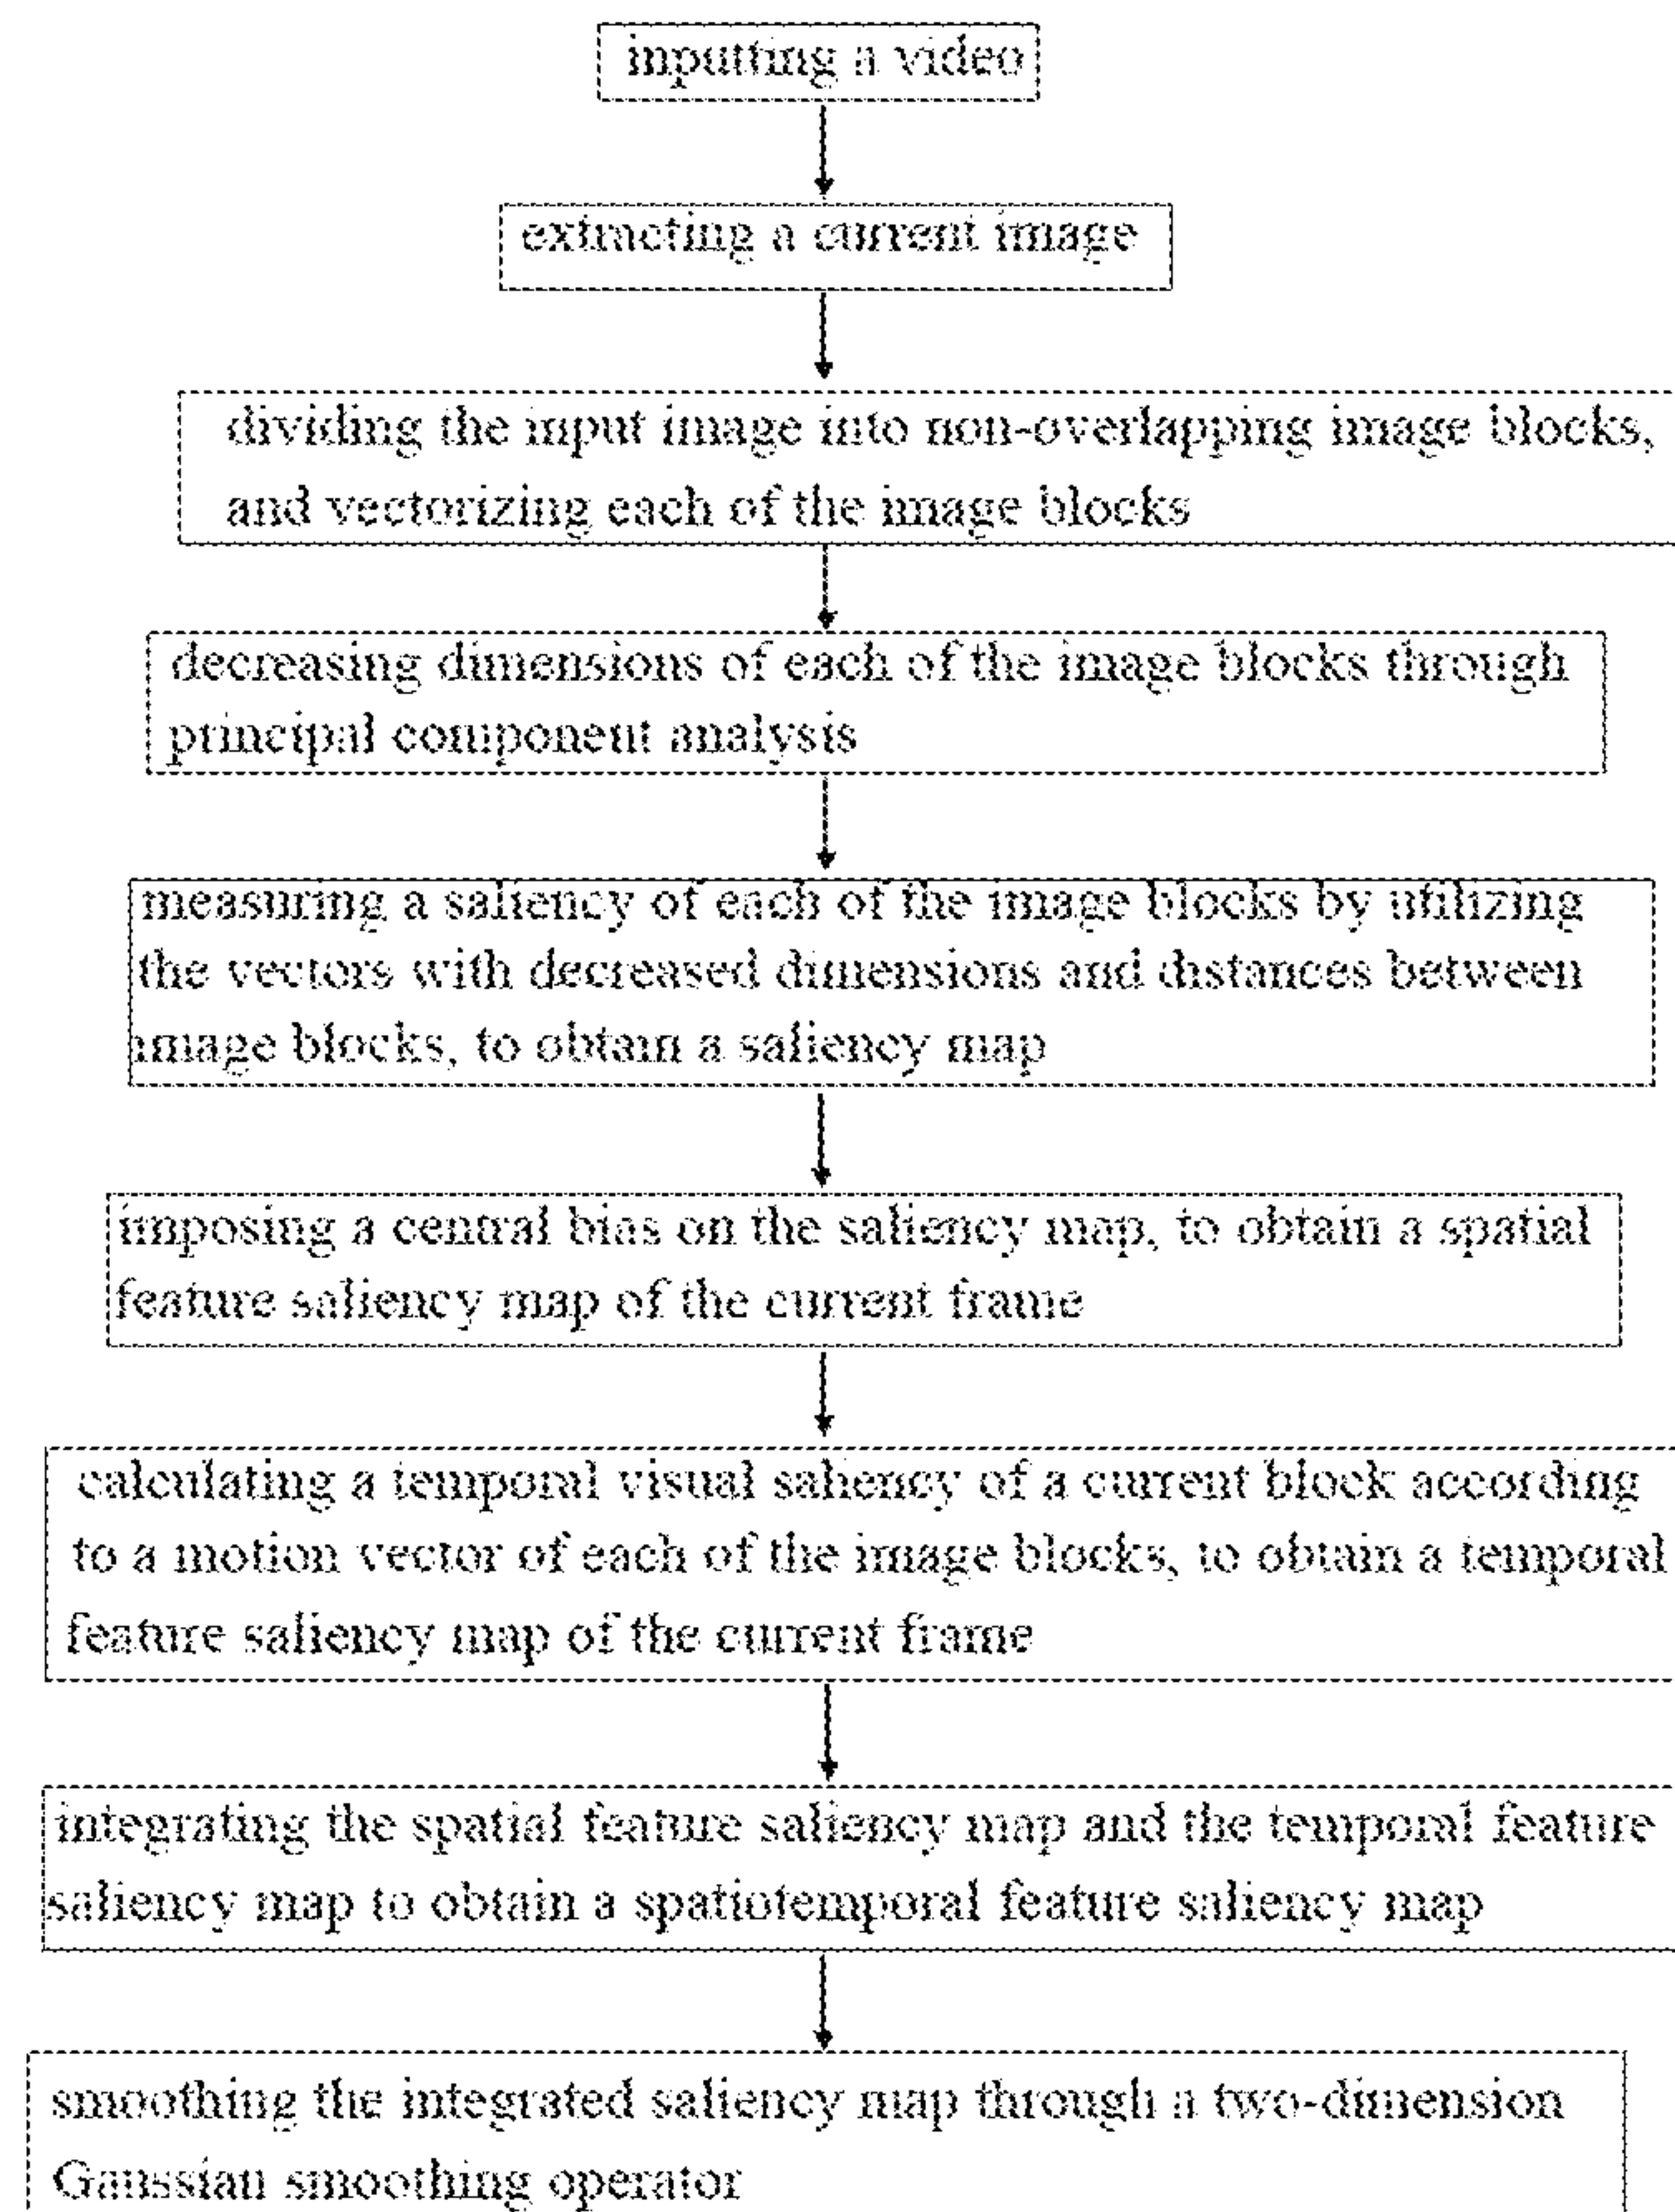 inputting a video
extracting a current image
dividing the input image into non-overlapping image blocks,
and vectorizing each of the image blocks
decreasing dimensions of each of the image blocks through
principal component analysis
measuring a saliency of each of the image blocks by utilizing
the vectors with decreased dimensions and distances between
image blocks, to obtain a saliency map
imposing a central bias on the saliency map, to obtain a spatial
feature saliency map of the current frame
calculating a temporal visual saliency of a current block according
to a motion vector of each of the image blocks, to obtain a temporal
feature saliency map of the current frame
integrating the spatial feature saliency map and the temporal feature
saliency map to obtain a spatiotemporal feature saliency map
smoothing the integrated saliency map through a two-dimension
Gaussian smoothing operator